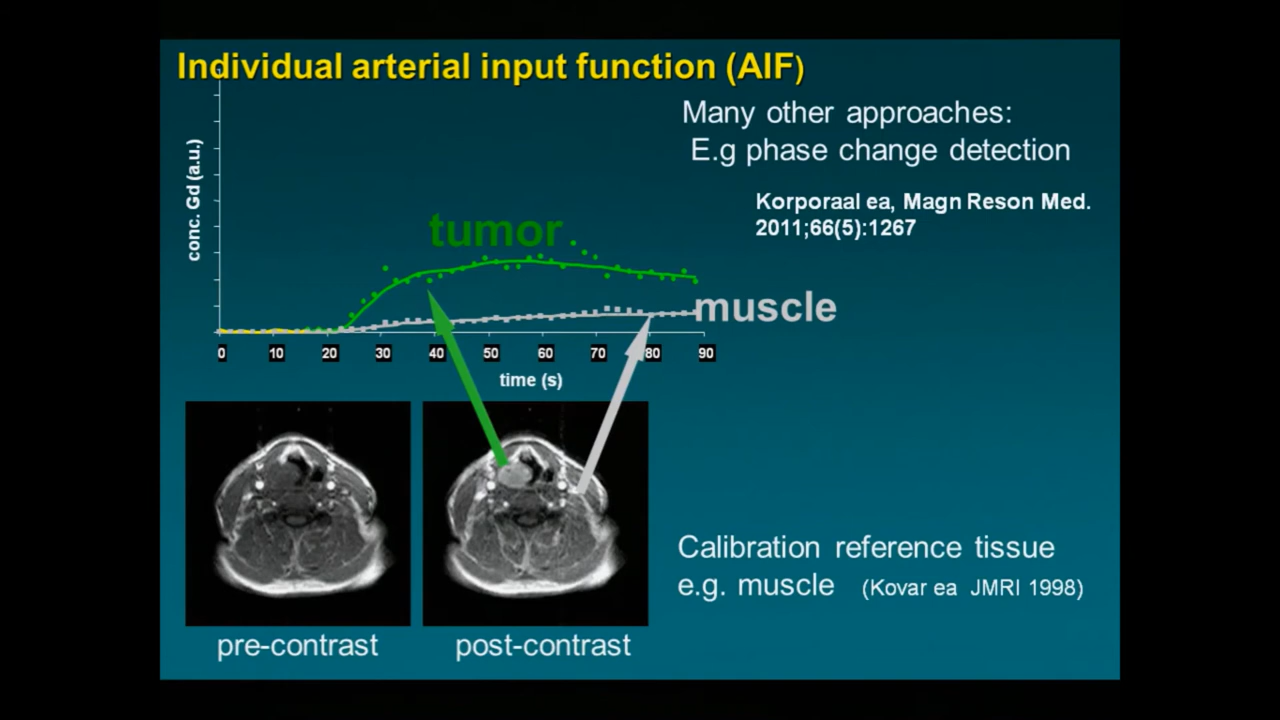 Individual arterial input function (AIF)
Many other approaches:
E.g phase change detection
Korporaal ea, Magn Reson Med.
2011;66(5):1267
conc. Gd (a.u.)
tumor
muscle
0 10 20 30 40 50 60 70 80 90
time (s)
Calibration reference tissue
e.g. muscle (Kovar ea JMRI 1998)
pre-contrast
post-contrast